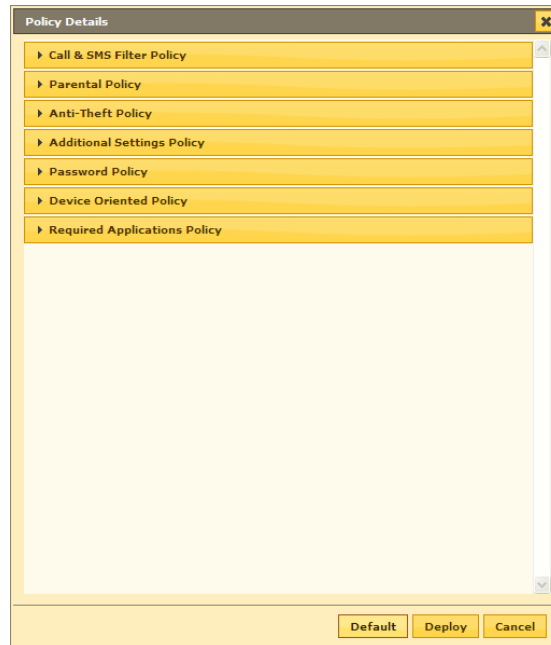 Policy Details
Call & SMS Filter Policy
Parental Policy
Anti-Theft Policy
Additional Settings Policy
Password Policy
Device Oriented Policy
Required Applications Policy
Default Deploy Cancel